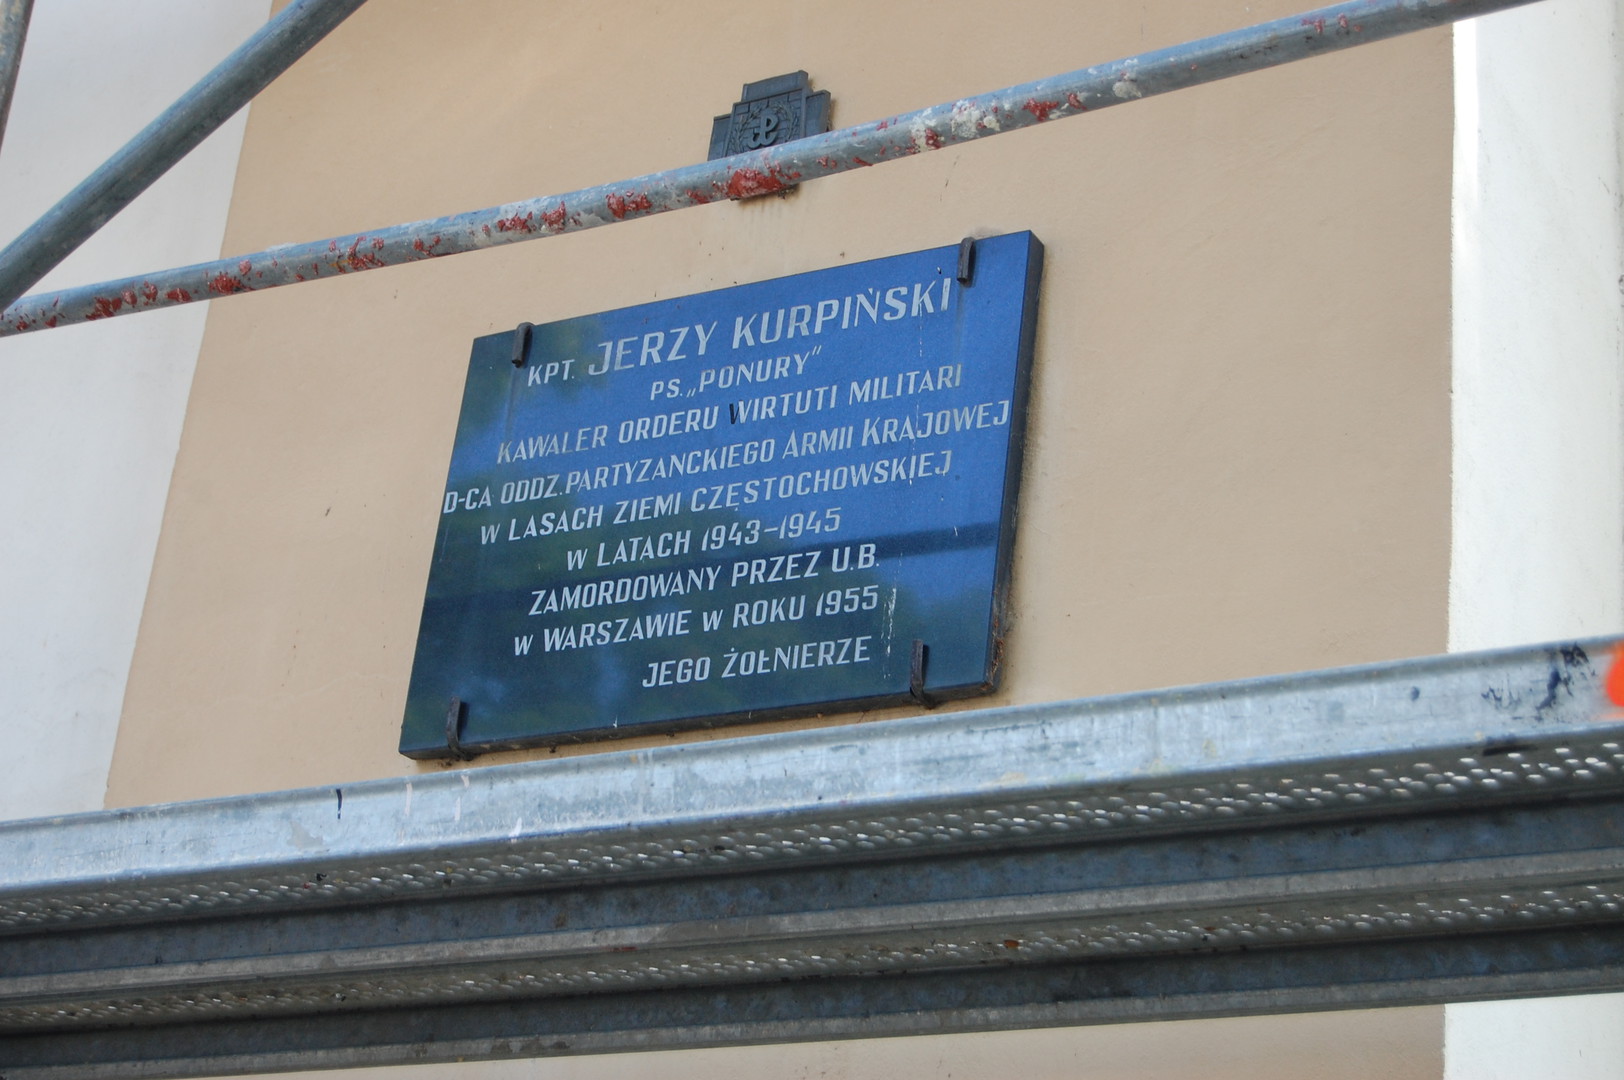 KPT. JERZY KURPIŃSKI
PS. „PONURY"
KAWALER ORDERU WIRTUTI MILITARI
D-CA ODDZ. PARTYZANCKIEGO ARMII KRAJOWEJ
W LASACH ZIEMI CZĘSTOCHOWSKIEJ
W LATACH 1943-1945
ZAMORDOWANY PRZEZ U.B.
W WARSZAWIE W ROKU 1955
JEGO ŻOŁNIERZE